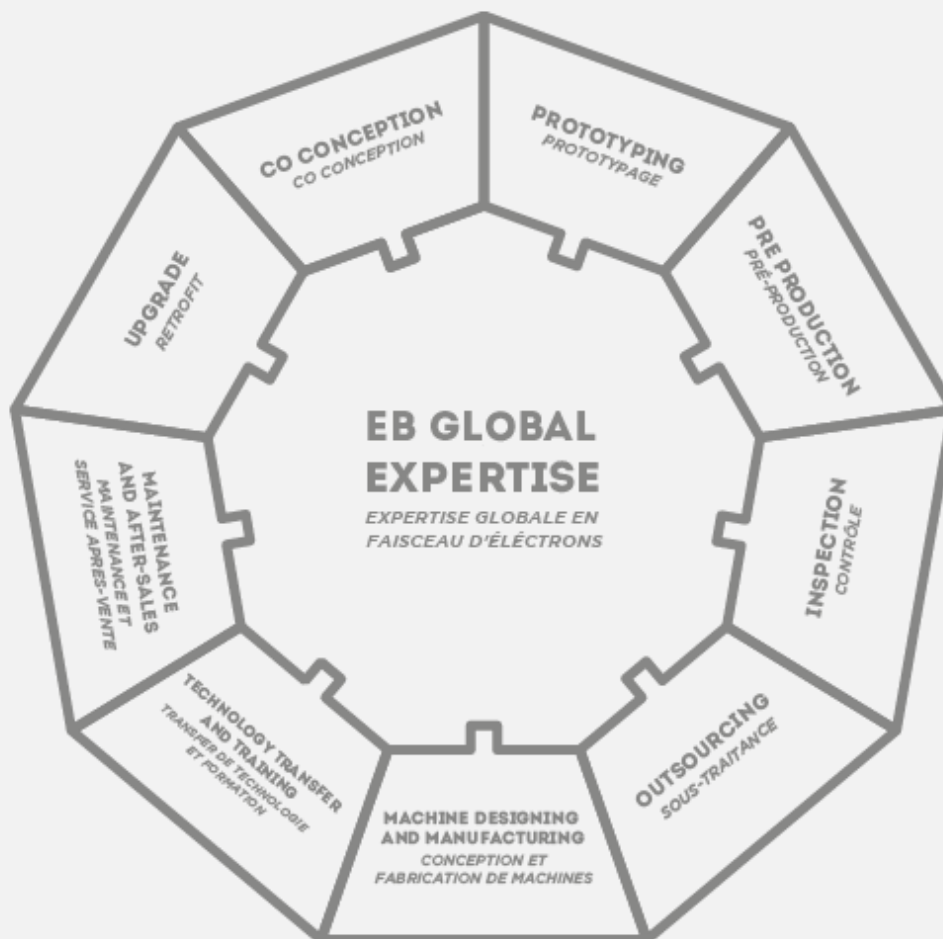 CO CONCEPTION
CO CONCEPTION
PROTOTYPING
PROTOTYPAGE
PRE PRODUCTION
PRÉ-PRODUCTION
INSPECTION
CONTRÔLE
OUTSOURCING
SOUS-TRAITANCE
MACHINE DESIGNING
AND MANUFACTURING
CONCEPTION ET
FABRICATION DE MACHINES
TECHNOLOGY TRANSFER
AND TRAINING
TRANSFER DE TECHNOLOGIE
ET FORMATION
MAINTENANCE
AND AFTER-SALES
MAINTENANCE ET
SERVICE APRES-VENTE
UPGRADE
RETROFIT
EB GLOBAL
EXPERTISE
EXPERTISE GLOBALE EN
FAISCEAU D'ÉLÉCTRONS